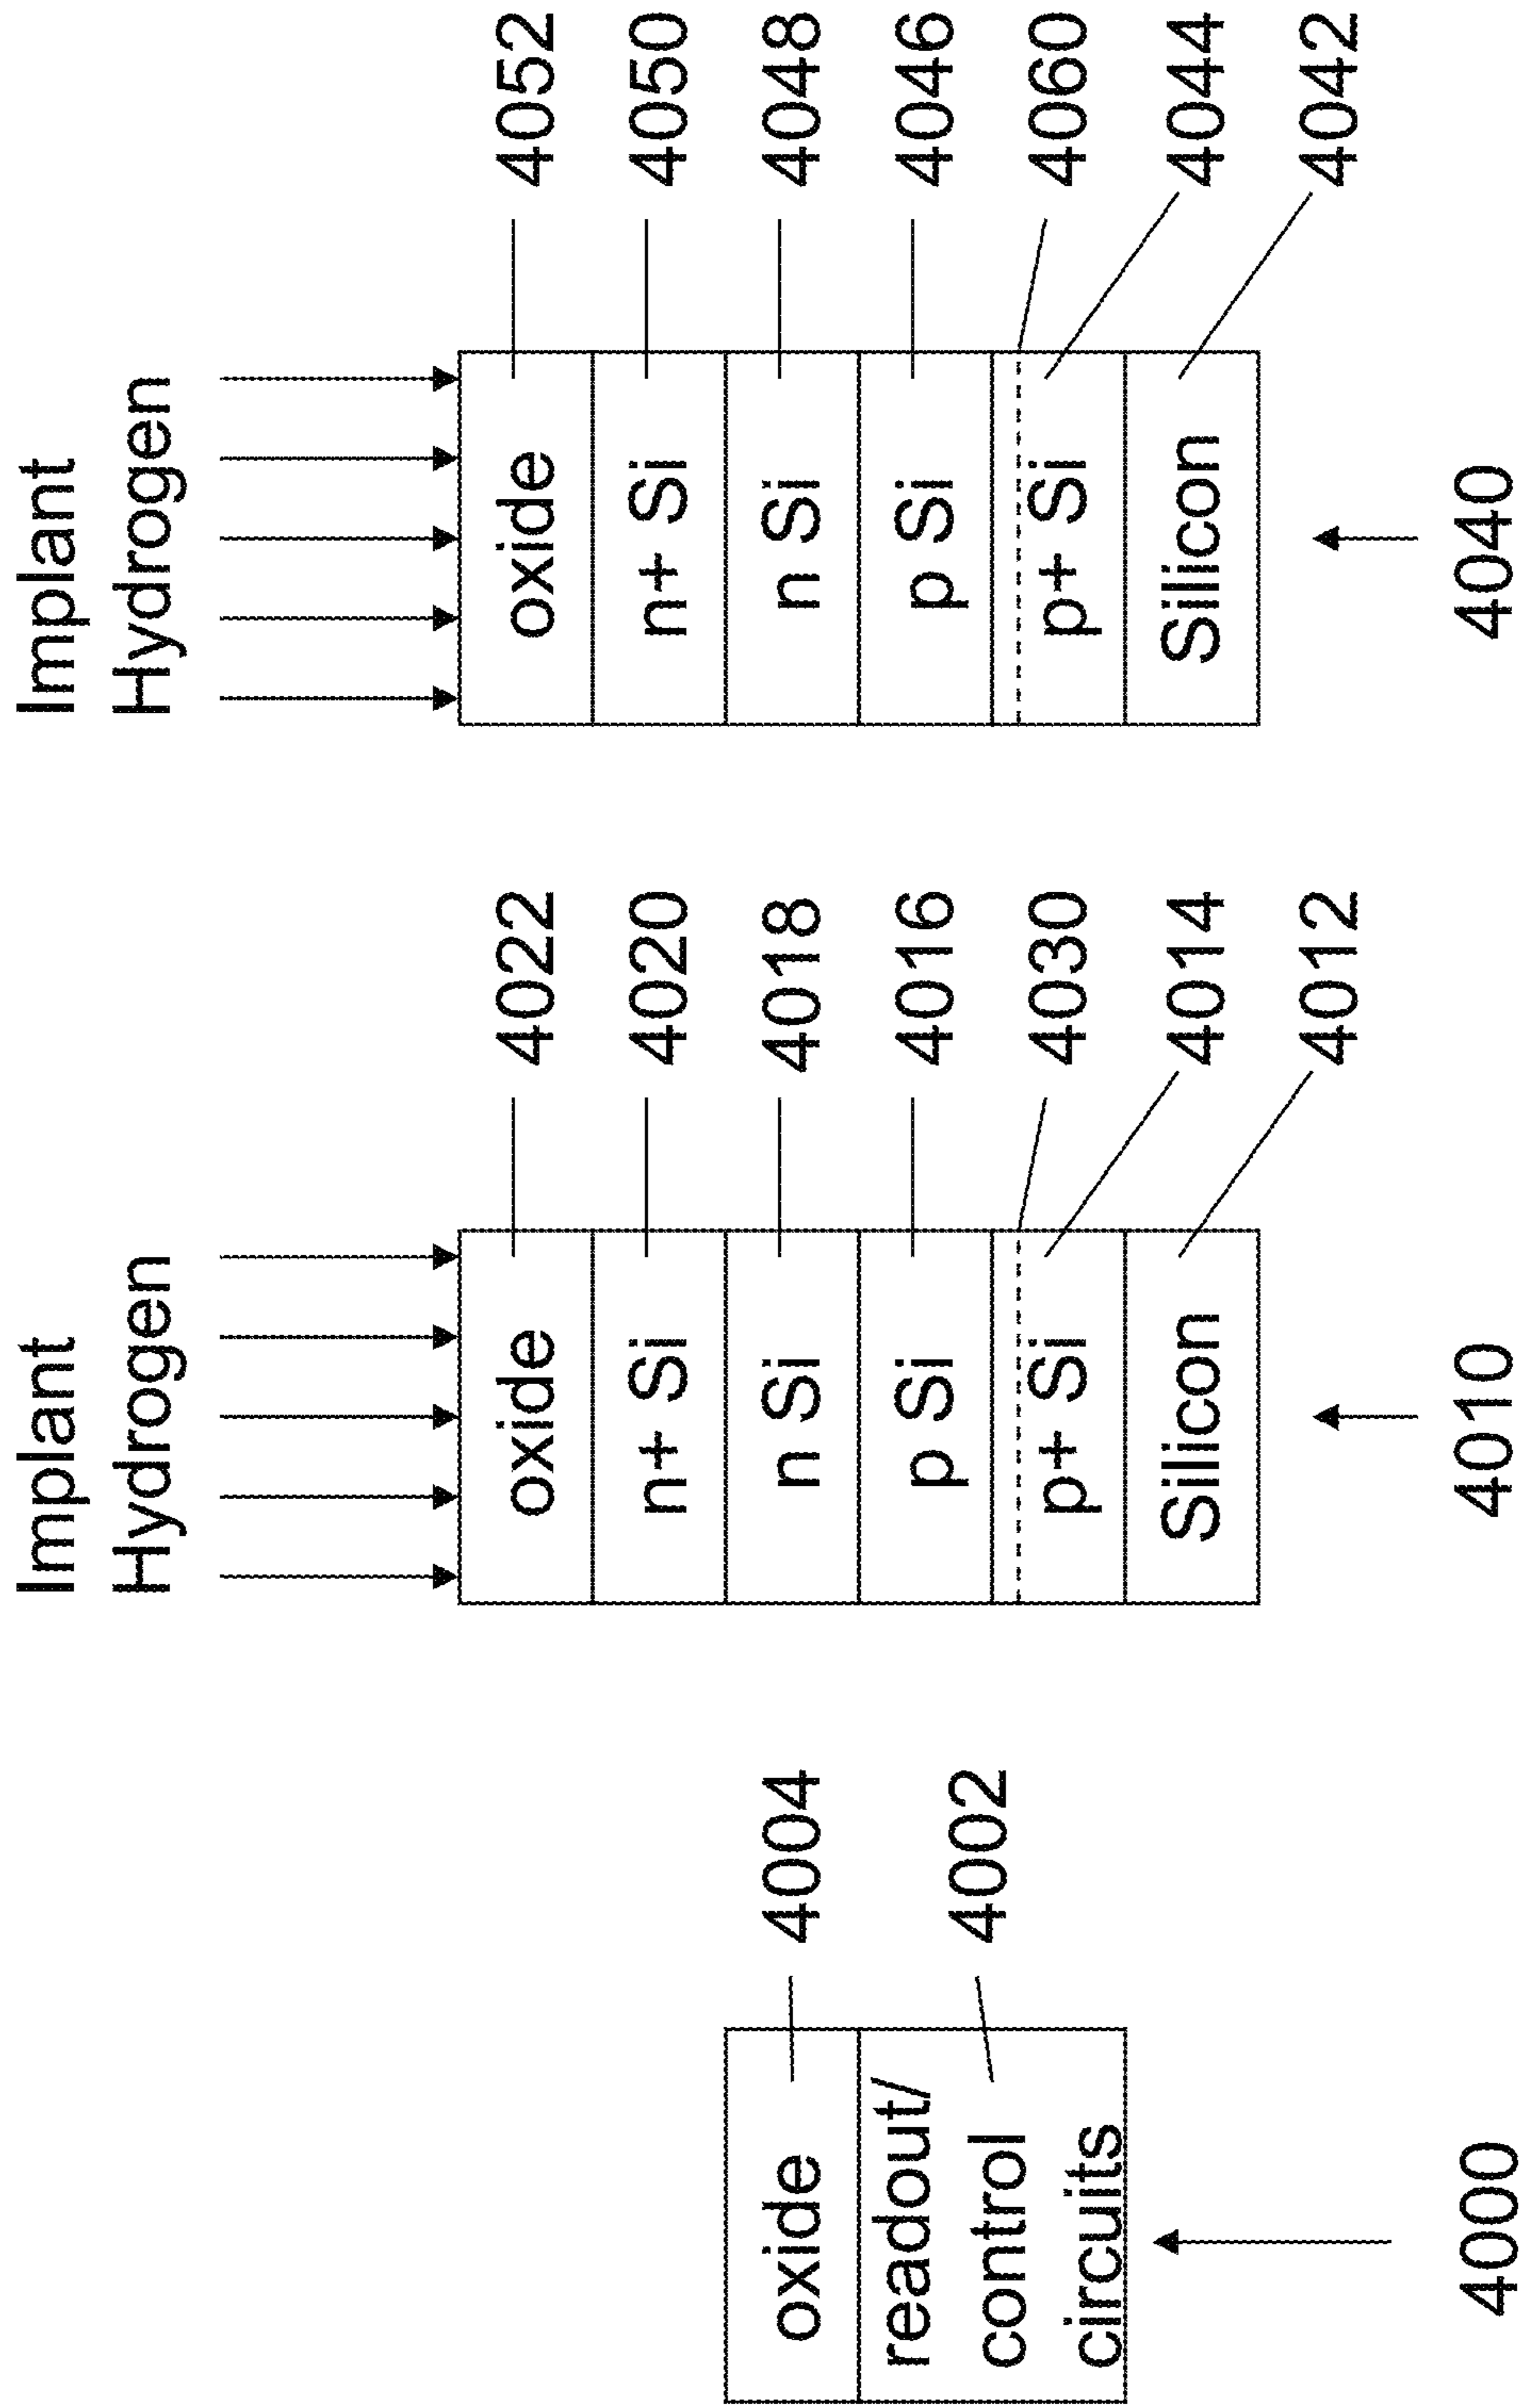 oxide
readout/
control
circuits
4004
4002
4000
Implant
Hydrogen
oxide
n+ Si
n Si
p Si
p+ Si
Silicon
4022
4020
4018
4016
4030
4014
4012
4010
Implant
Hydrogen
oxide
n+ Si
n Si
p Si
p+ Si
Silicon
4052
4050
4048
4046
4060
4044
4042
4040